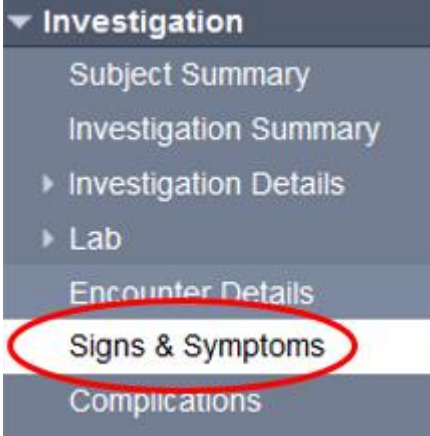 Investigation
Subject Summary
Investigation Summary
Investigation Details
Lab
Encounter Details
Signs & Symptoms
Complications